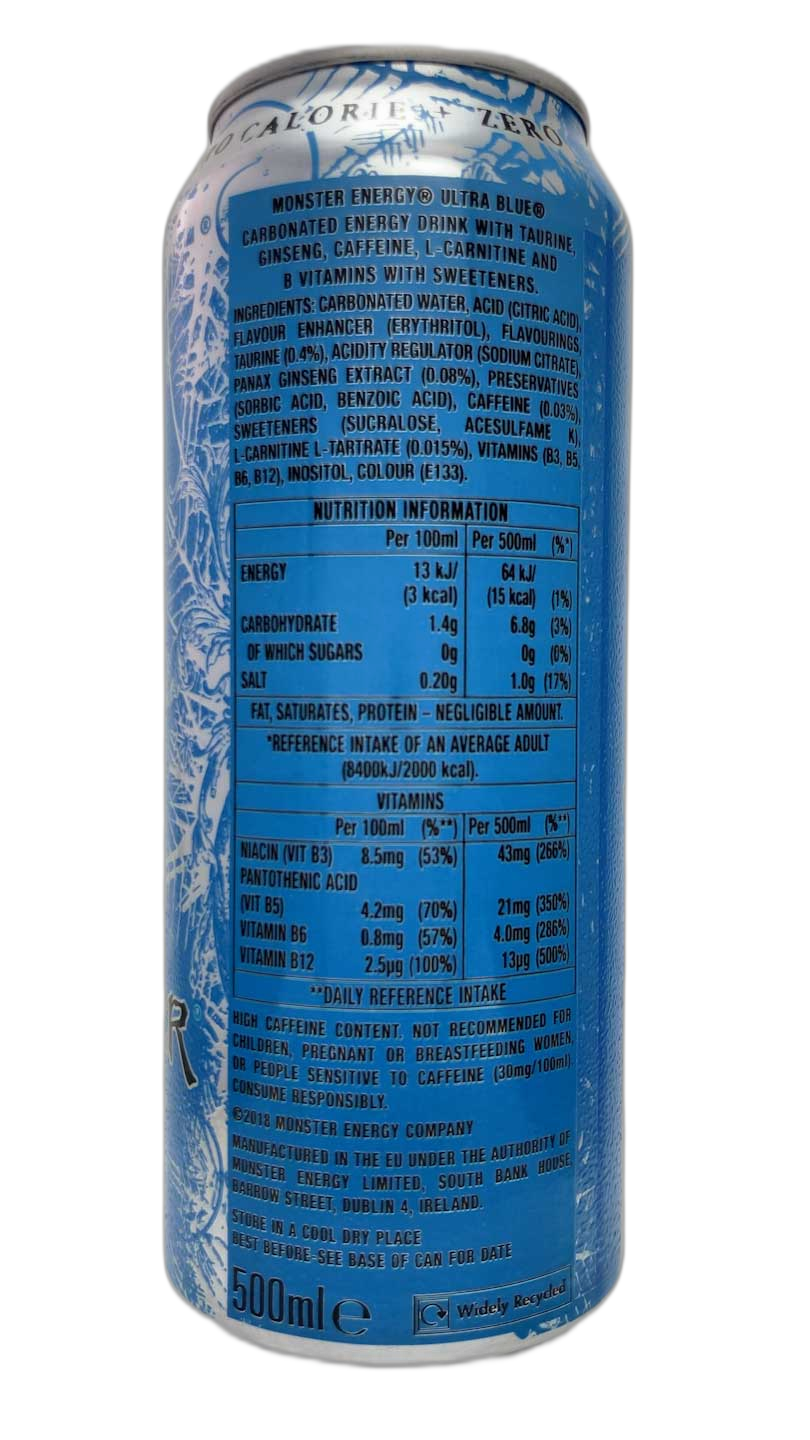 CALORIE + ZERO
MONSTER ENERGY® ULTRA BLUE®
CARBONATED ENERGY DRINK WITH TAURINE,
GINSENG, CAFFEINE, L-CARNITINE AND
B VITAMINS WITH SWEETENERS.
INGREDIENTS: CARBONATED WATER, ACID (CITRIC ACID),
FLAVOUR ENHANCER (ERYTHRITOL), FLAVOURINGS,
TAURINE (0.4%), ACIDITY REGULATOR (SODIUM CITRATE),
PANAX GINSENG EXTRACT (0.08%), PRESERVATIVES
(SORBIC ACID, BENZOIC ACID), CAFFEINE (0.03%),
SWEETENERS (SUCRALOSE, ACESULFAME K),
L-CARNITINE L-TARTRATE (0.015%), VITAMINS (B3, B5,
B6, B12), INOSITOL, COLOUR (E133).
NUTRITION INFORMATION
Per 100ml Per 500ml (%*)
ENERGY 13 kJ/ 64 kJ/
(3 kcal) (15 kcal) (1%)
CARBOHYDRATE 1.4g 6.8g (3%)
OF WHICH SUGARS 0g 0g (0%)
SALT 0.20g 1.0g (17%)
FAT, SATURATES, PROTEIN – NEGLIGIBLE AMOUNT.
*REFERENCE INTAKE OF AN AVERAGE ADULT
(8400kJ/2000 kcal).
VITAMINS
Per 100ml (%**) Per 500ml (%**)
NIACIN (VIT B3) 8.5mg (53%) 43mg (266%)
PANTOTHENIC ACID
(VIT B5) 4.2mg (70%) 21mg (350%)
VITAMIN B6 0.8mg (57%) 4.0mg (286%)
VITAMIN B12 2.5µg (100%) 13µg (500%)
**DAILY REFERENCE INTAKE
HIGH CAFFEINE CONTENT. NOT RECOMMENDED FOR
CHILDREN, PREGNANT OR BREASTFEEDING WOMEN,
OR PEOPLE SENSITIVE TO CAFFEINE (30mg/100ml)
CONSUME RESPONSIBLY.
©2018 MONSTER ENERGY COMPANY
MANUFACTURED IN THE EU UNDER THE AUTHORITY OF
MONSTER ENERGY LIMITED, SOUTH BANK HOUSE,
BARROW STREET, DUBLIN 4, IRELAND.
STORE IN A COOL DRY PLACE
BEST BEFORE-SEE BASE OF CAN FOR DATE
500ml e
Widely Recycled
R